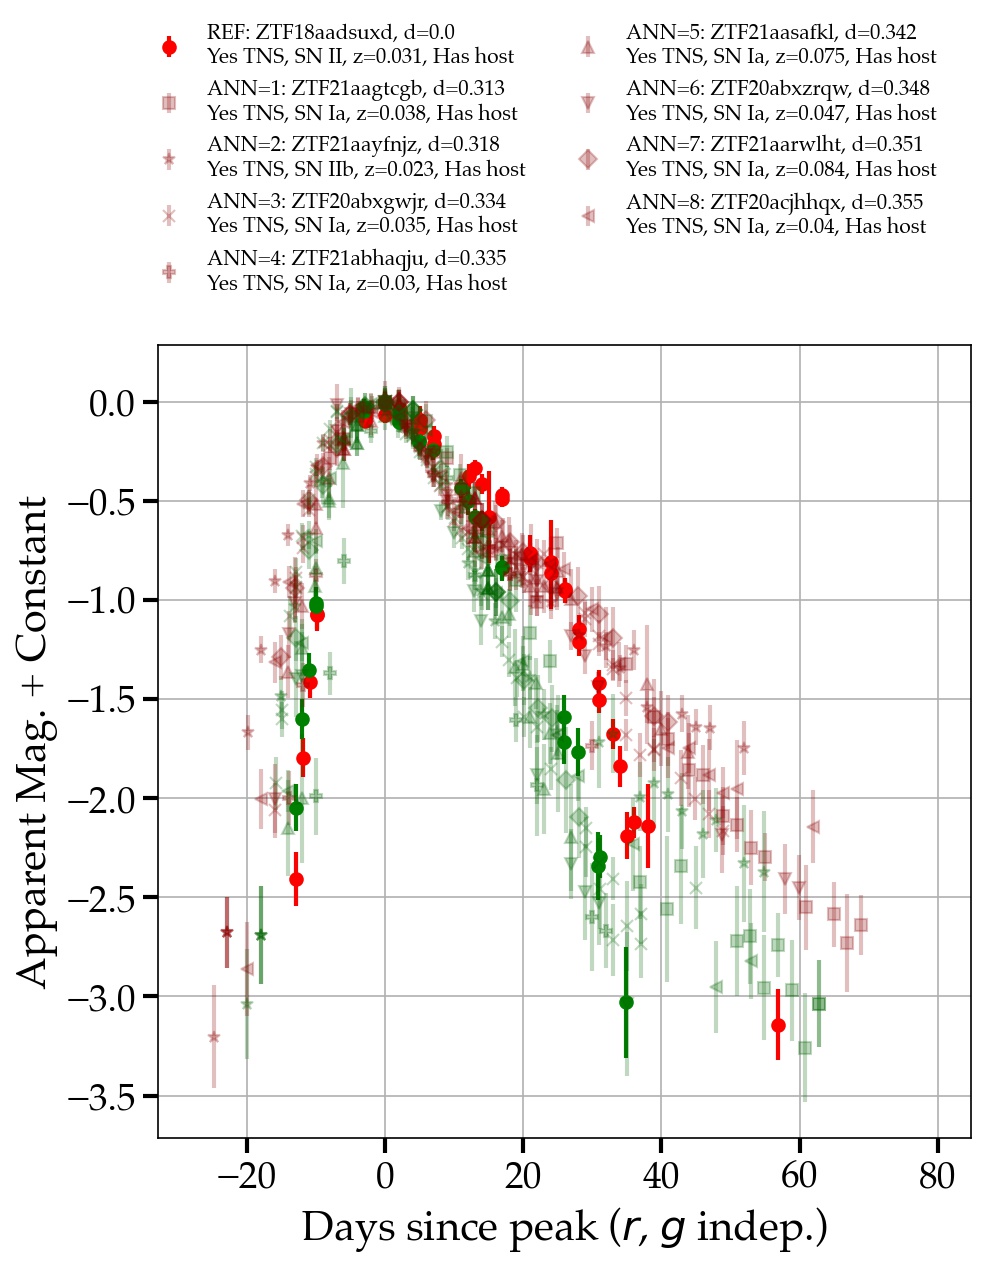 REF: ZTF18aadsuxd, d=0.0
Yes TNS, SN II, z=0.031, Has host
ANN=1: ZTF21aagtcgb, d=0.313
Yes TNS, SN Ia, z=0.038, Has host
ANN=2: ZTF21aayfnjz, d=0.318
Yes TNS, SN IIb, z=0.023, Has host
ANN=3: ZTF20abxgwjr, d=0.334
Yes TNS, SN Ia, z=0.035, Has host
ANN=4: ZTF21abhaqju, d=0.335
Yes TNS, SN Ia, z=0.03, Has host
ANN=5: ZTF21aasafkl, d=0.342
Yes TNS, SN Ia, z=0.075, Has host
ANN=6: ZTF20abxzrqw, d=0.348
Yes TNS, SN Ia, z=0.047, Has host
ANN=7: ZTF21aarwlht, d=0.351
Yes TNS, SN Ia, z=0.084, Has host
ANN=8: ZTF20acjhhqx, d=0.355
Yes TNS, SN Ia, z=0.04, Has host
Apparent Mag. + Constant
0.0
−0.5
−1.0
−1.5
−2.0
−2.5
−3.0
−3.5
−20 0 20 40 60 80
Days since peak (r, g indep.)